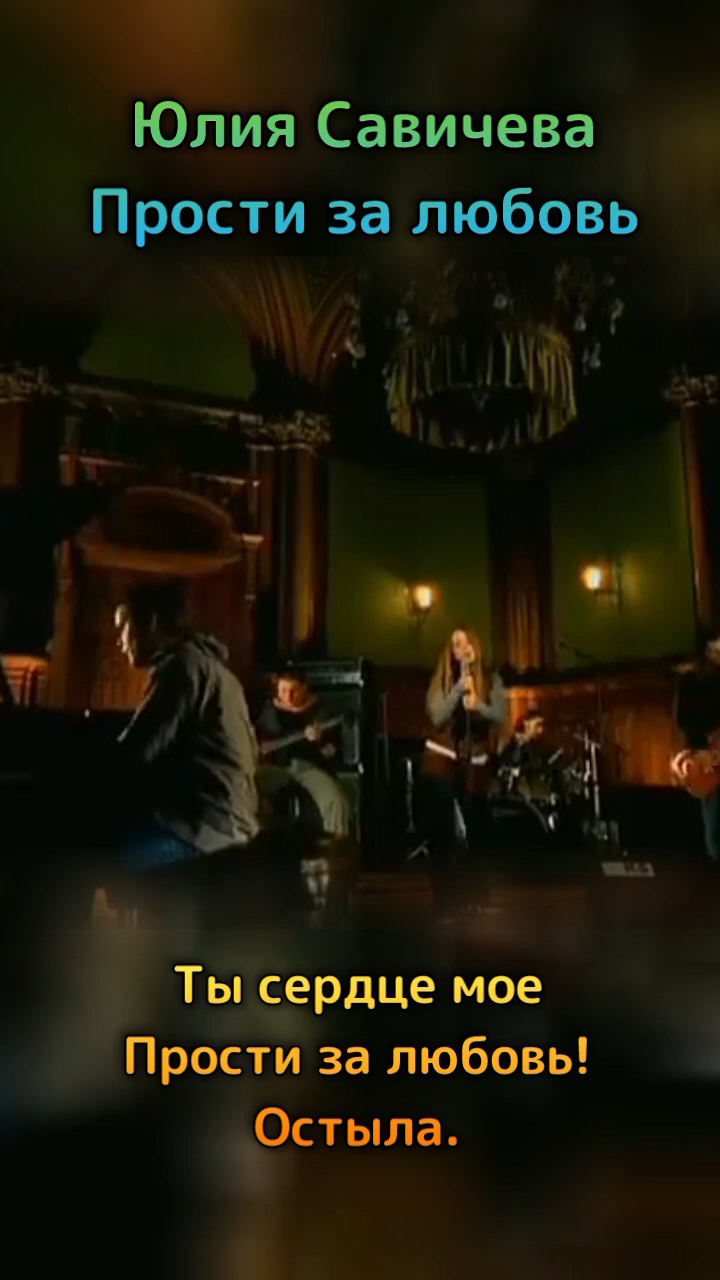 Юлия Савичева
Прости за любовь
Ты сердце мое
Прости за любовь!
Остыла.